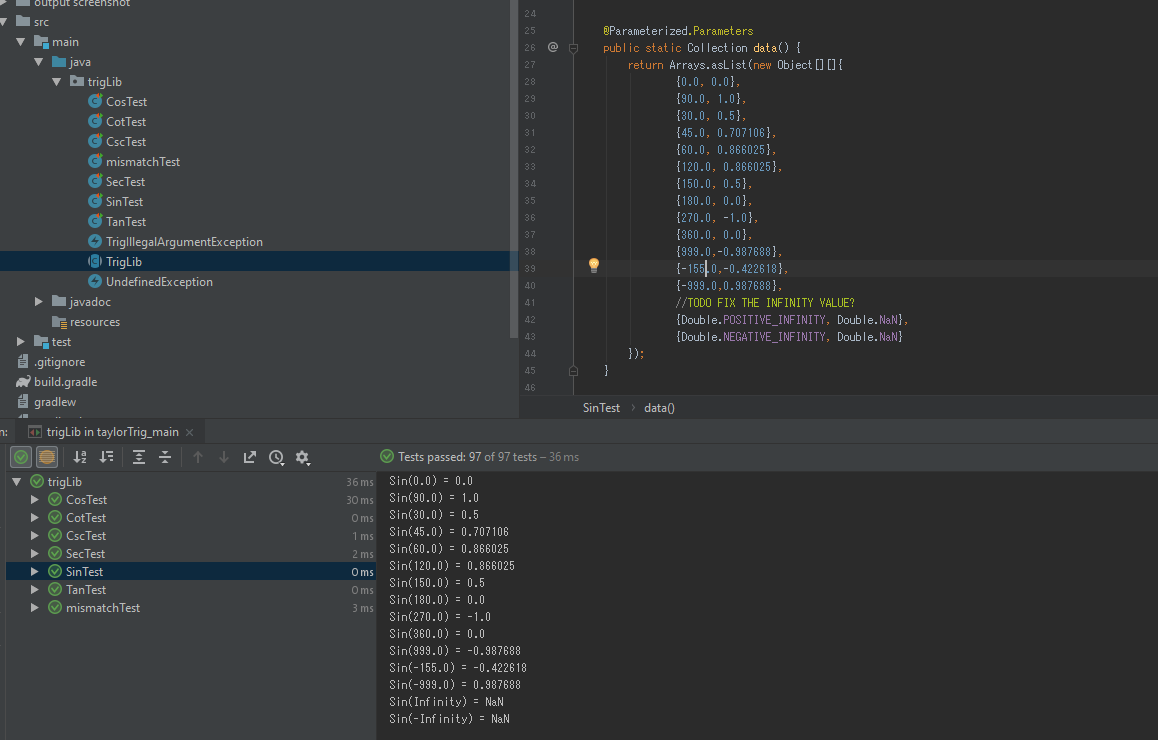 output screenshot
src
main
java
trigLib
CosTest
CotTest
CscTest
mismatchTest
SecTest
SinTest
TanTest
TrigIllegalArgumentException
TrigLib
UndefinedException
javadoc
resources
test
.gitignore
build.gradle
gradlew
24
25 @Parameterized.Parameters
26 @ public static Collection data() {
27 return Arrays.asList(new Object[][]{
28 {0.0, 0.0},
29 {90.0, 1.0},
30 {30.0, 0.5},
31 {45.0, 0.707106},
32 {60.0, 0.866025},
33 {120.0, 0.866025},
34 {150.0, 0.5},
35 {180.0, 0.0},
36 {270.0, -1.0},
37 {360.0, 0.0},
38 {999.0,-0.987688},
39 {-155.0,-0.422618},
40 {-999.0,0.987688},
41 //TODO FIX THE INFINITY VALUE?
42 {Double.POSITIVE_INFINITY, Double.NaN},
43 {Double.NEGATIVE_INFINITY, Double.NaN}
44 });
45 }
46
SinTest data()
n: trigLib in taylorTrig_main
Tests passed: 97 of 97 tests – 36 ms
trigLib 36 ms
CosTest 30 ms
CotTest 0 ms
CscTest 1 ms
SecTest 2 ms
SinTest 0 ms
TanTest 0 ms
mismatchTest 3 ms
Sin(0.0) = 0.0
Sin(90.0) = 1.0
Sin(30.0) = 0.5
Sin(45.0) = 0.707106
Sin(60.0) = 0.866025
Sin(120.0) = 0.866025
Sin(150.0) = 0.5
Sin(180.0) = 0.0
Sin(270.0) = -1.0
Sin(360.0) = 0.0
Sin(999.0) = -0.987688
Sin(-155.0) = -0.422618
Sin(-999.0) = 0.987688
Sin(Infinity) = NaN
Sin(-Infinity) = NaN